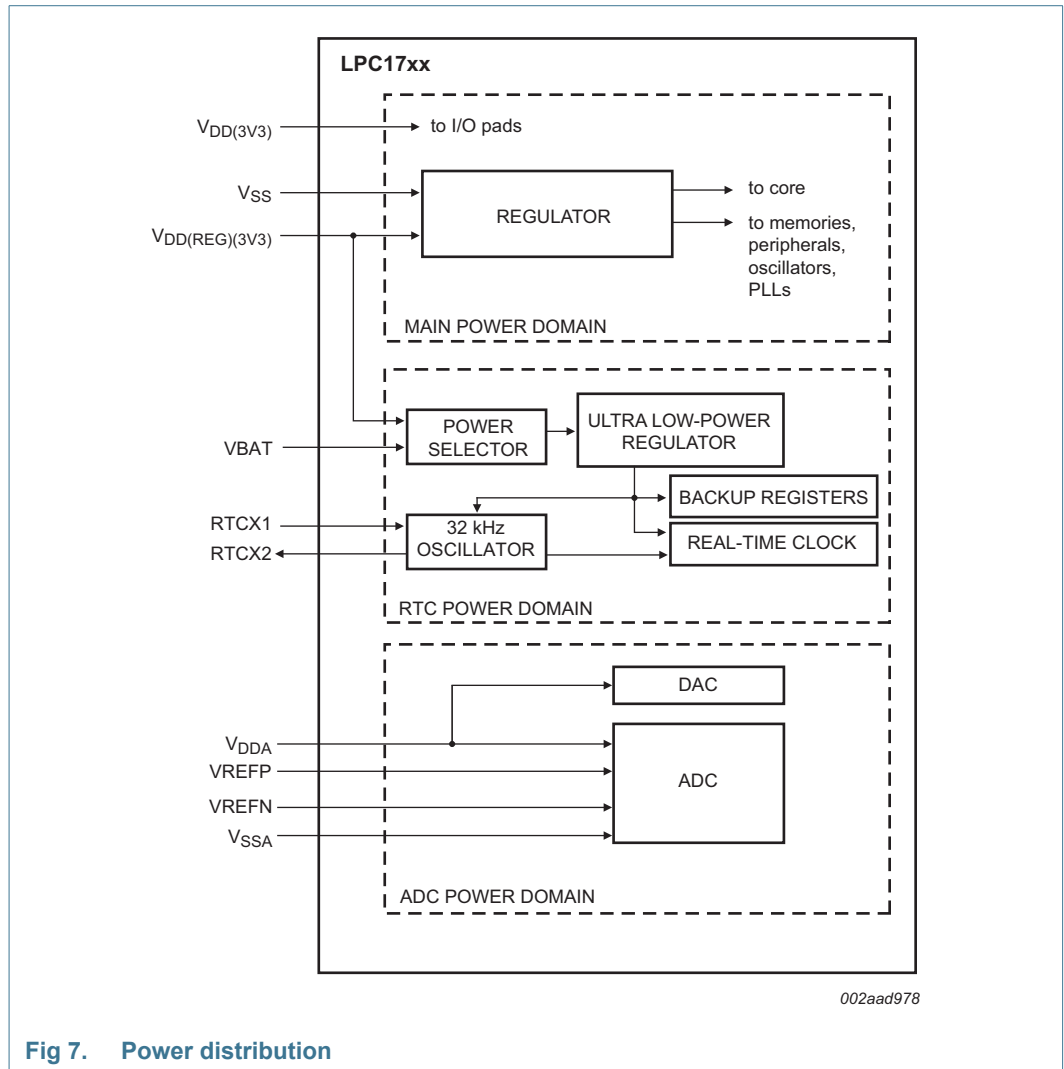 LPC17xx
VDD(3V3)
to I/O pads
VSS
REGULATOR
to core
VDD(REG)(3V3)
to memories,
peripherals,
oscillators,
PLLs
MAIN POWER DOMAIN
VBAT
POWER
SELECTOR
ULTRA LOW-POWER
REGULATOR
BACKUP REGISTERS
RTCX1
RTCX2
32 kHz
OSCILLATOR
REAL-TIME CLOCK
RTC POWER DOMAIN
DAC
VDDA
VREFP
ADC
VREFN
VSSA
ADC POWER DOMAIN
002aad978
Fig 7. Power distribution